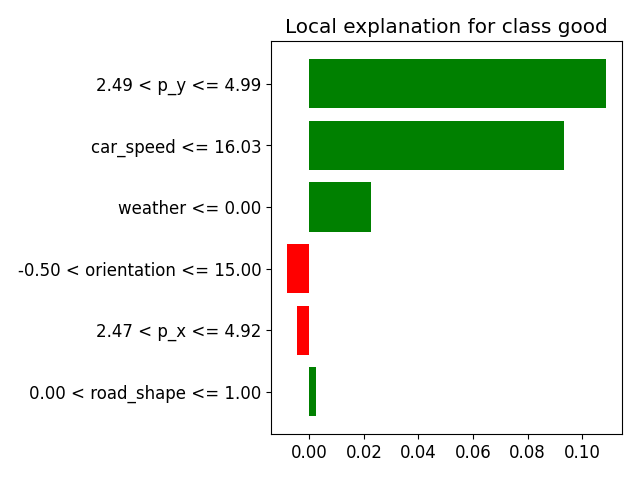 Local explanation for class good
2.49 < p_y <= 4.99
car_speed <= 16.03
weather <= 0.00
-0.50 < orientation <= 15.00
2.47 < p_x <= 4.92
0.00 < road_shape <= 1.00
0.00 0.02 0.04 0.06 0.08 0.10